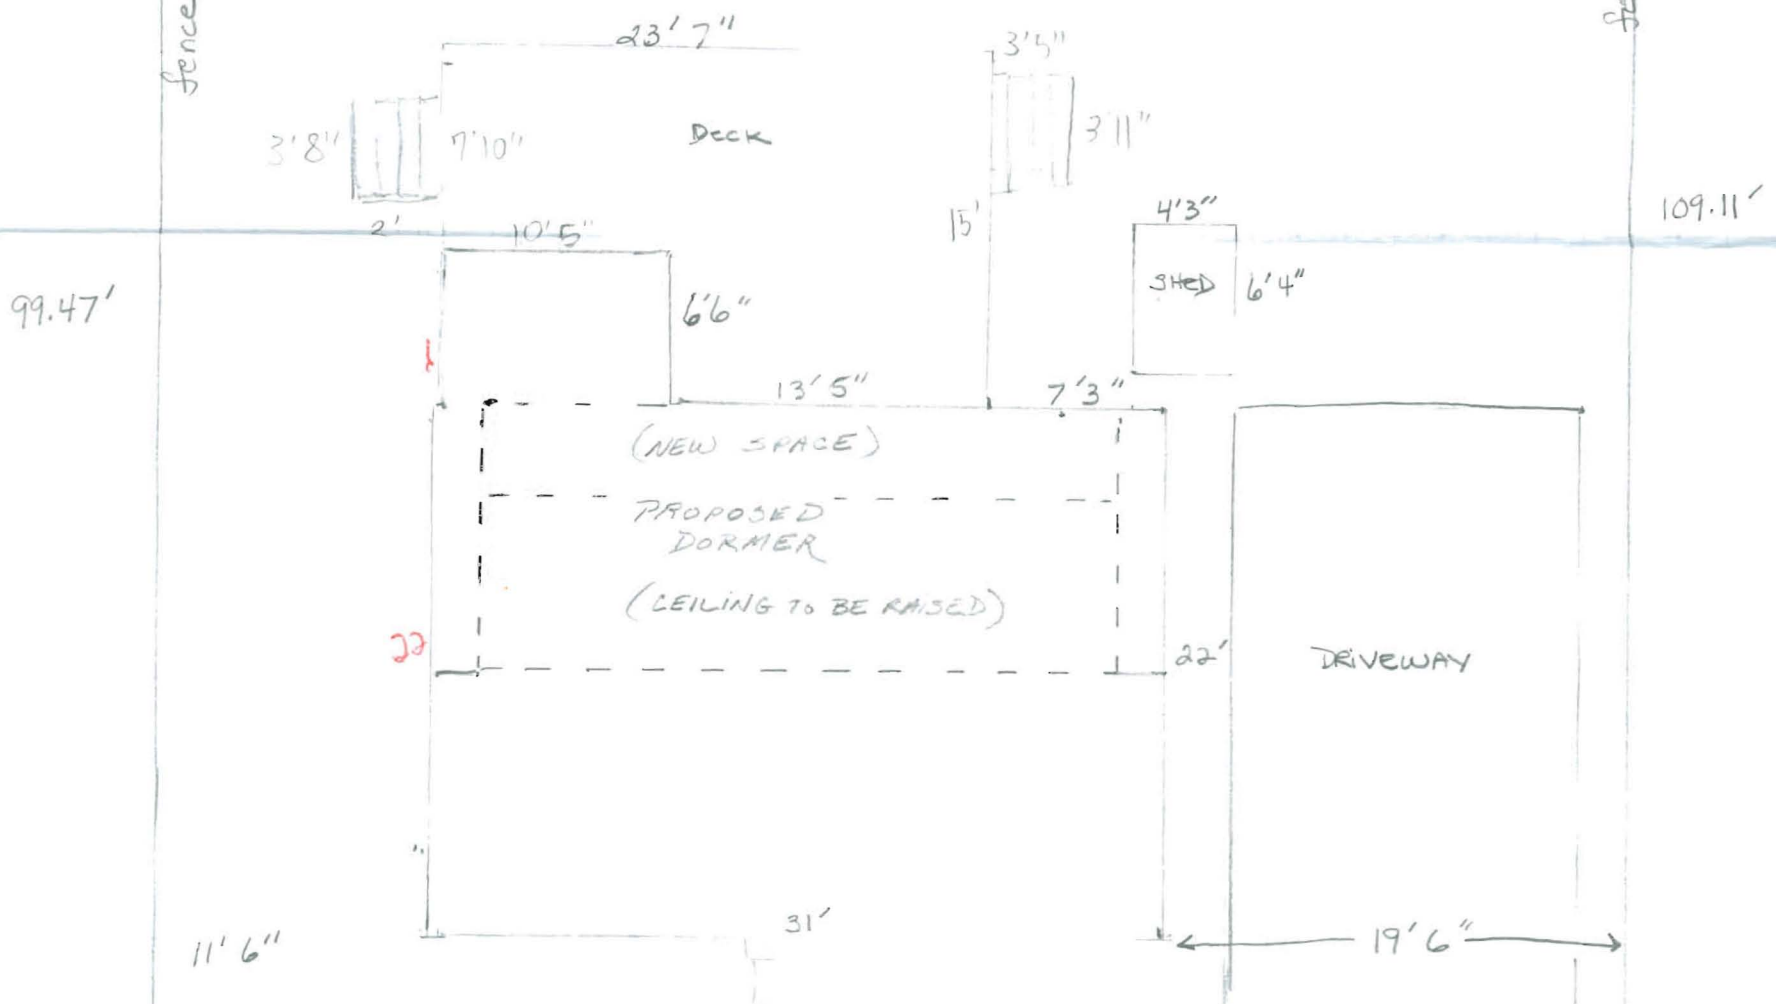 fence
23'7"
3'5"
3'8"
7'10"
Deck
3'11"
2'
10'5"
15'
4'3"
109.11'
99.47'
6'6"
SHED
6'4"
13'5"
7'3"
(NEW SPACE)
PROPOSED
DORMER
(CEILING TO BE RAISED)
22
22'
DRIVEWAY
31'
11'6"
19'6"